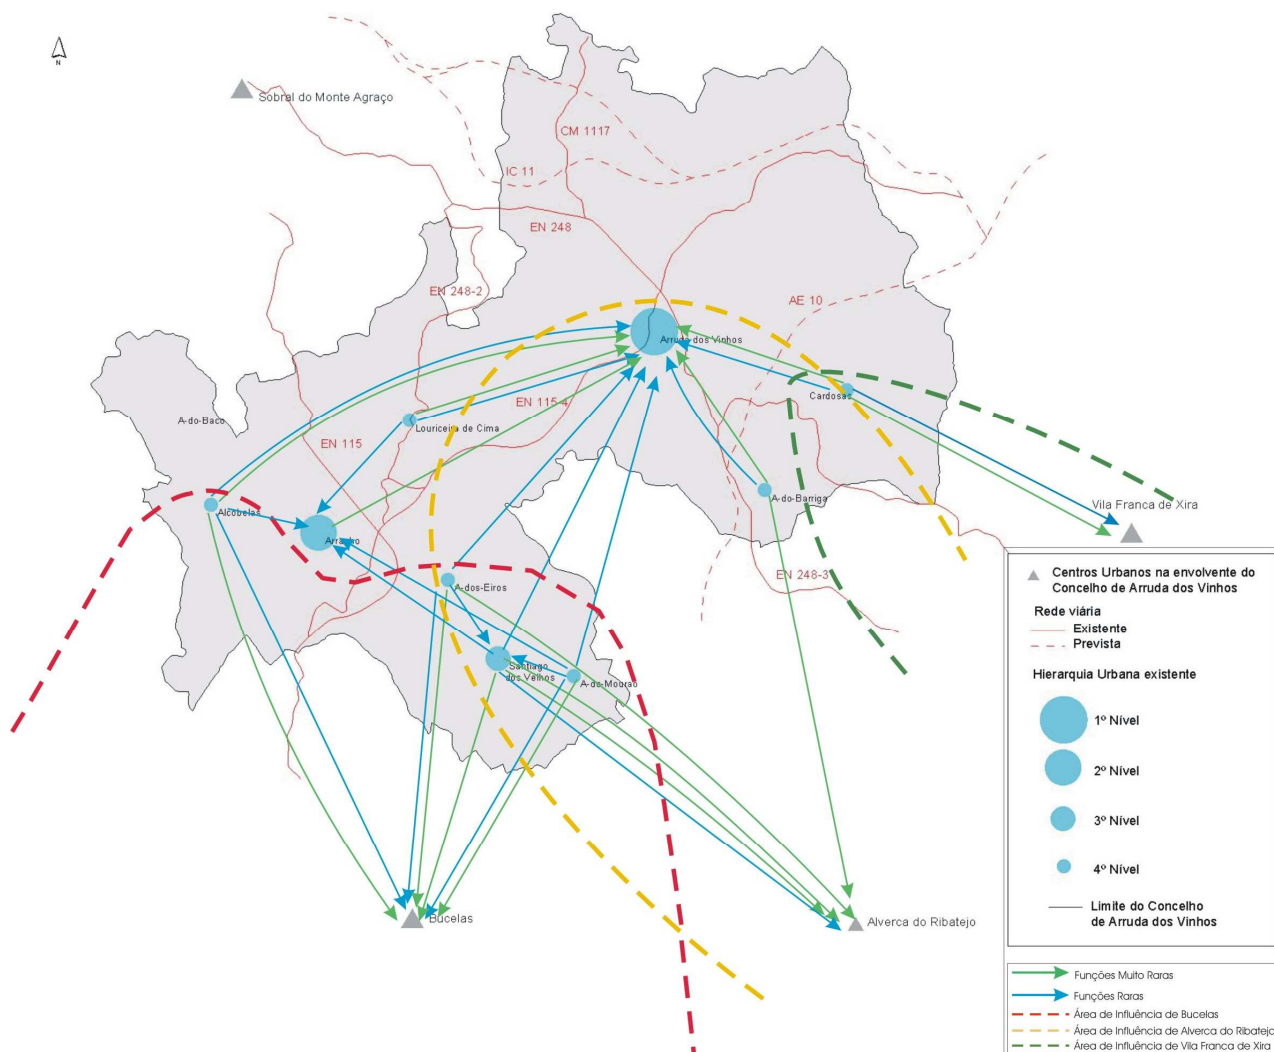 N
Sobral do Monte Agraço
CM 1117
IC 11
EN 248
EN 248-2
AE 10
Arruda dos Vinhos
Cardosas
EN 115-4
A-do-Baco
Louriceira de Cima
EN 115
A-do-Barriga
Vila Franca de Xira
Alcobelas
Arranho
EN 248-3
A-dos-Eiros
Santiago
dos Velhos
A-do-Mourao
Bucelas
Alverca do Ribatejo
Centros Urbanos na envolvente do
Concelho de Arruda dos Vinhos
Rede viária
Existente
Prevista
Hierarquia Urbana existente
1º Nível
2º Nível
3º Nível
4º Nível
Limite do Concelho
de Arruda dos Vinhos
Funções Muito Raras
Funções Raras
Área de Influência de Bucelas
Área de Influência de Alverca do Ribatejo
Área de Influência de Vila Franca de Xira